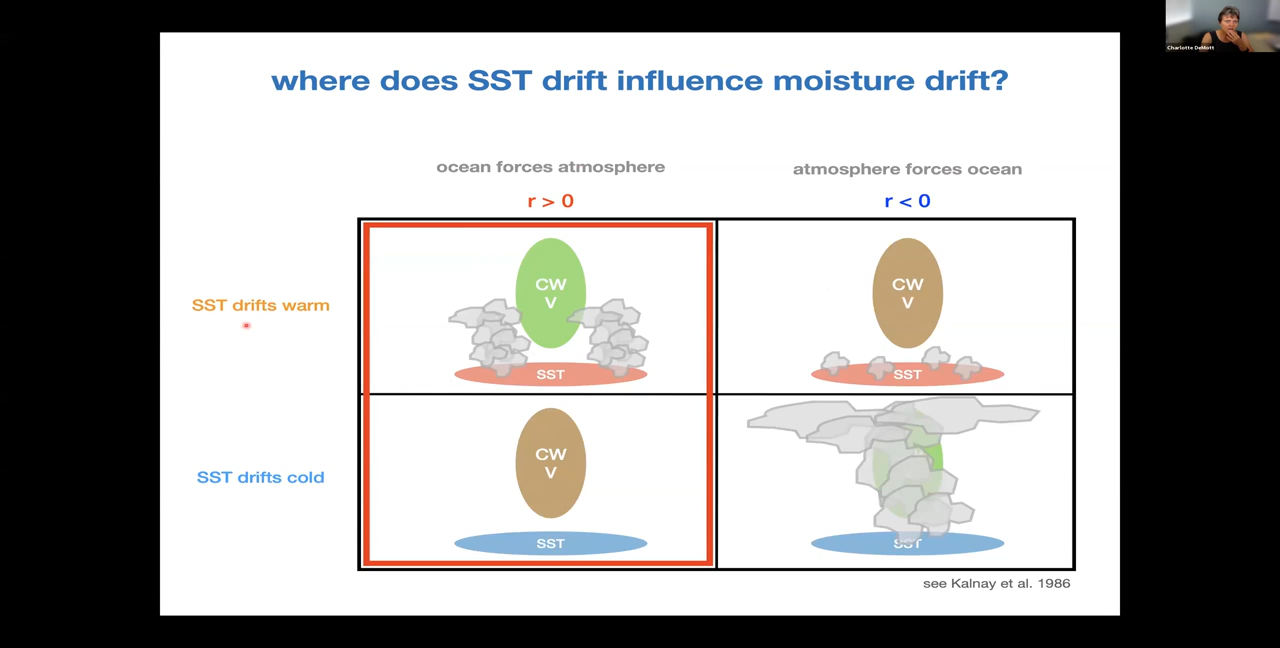 Charlotte DeMott
where does SST drift influence moisture drift?
ocean forces atmosphere
atmosphere forces ocean
r > 0
r < 0
SST drifts warm
CW
V
SST
CW
V
SST
SST drifts cold
CW
V
SST
SST
see Kalnay et al. 1986